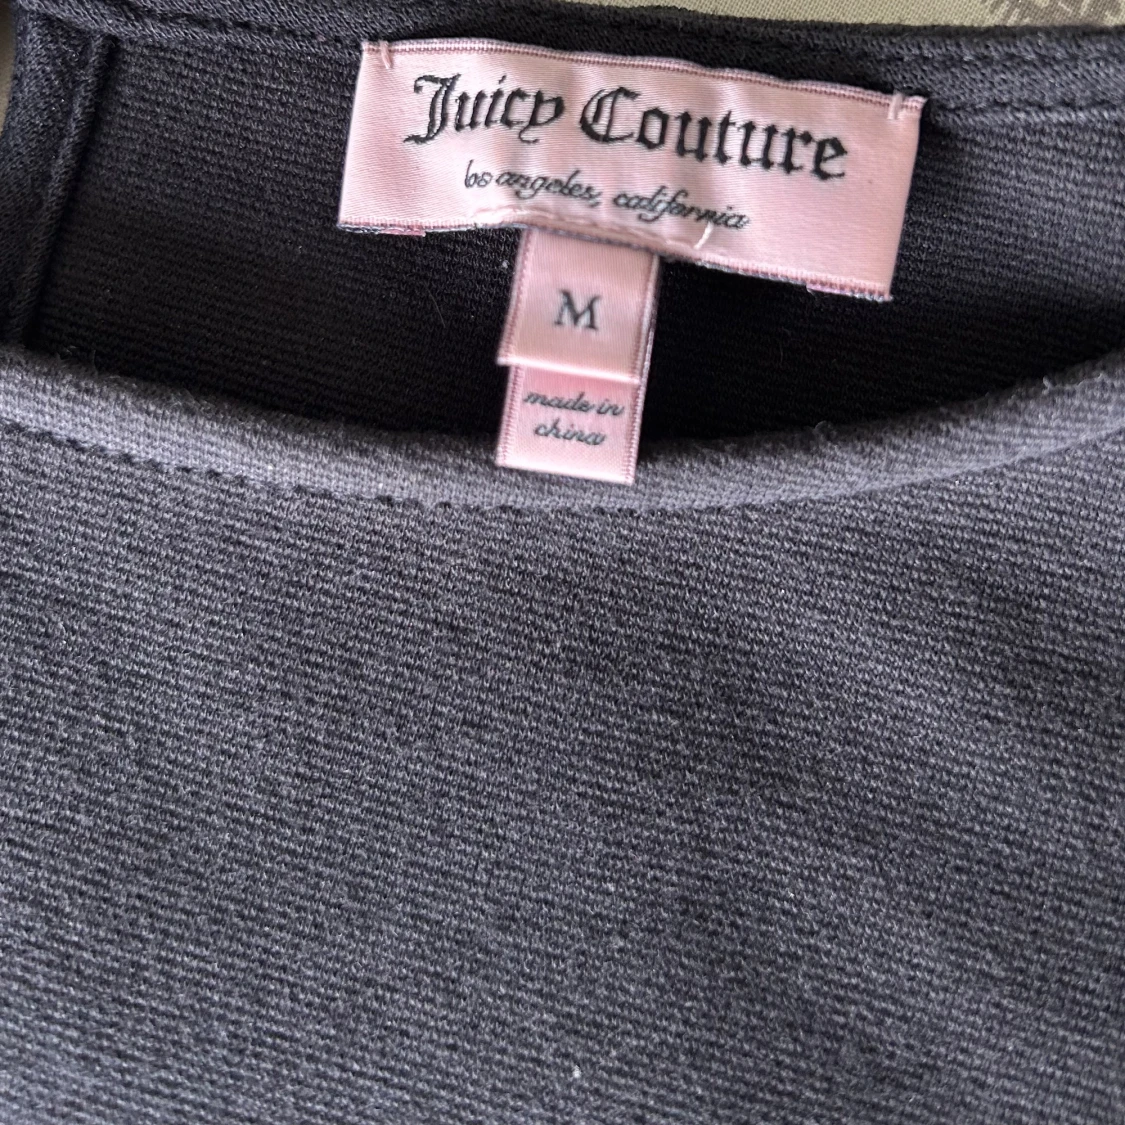 Juicy Couture
los angeles, california
M
made in
china